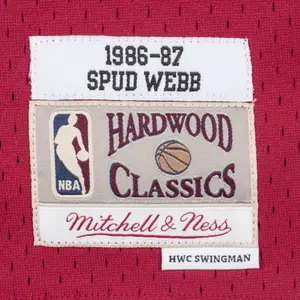 1986-87
SPUD WEBB
NBA
HARDWOOD
CLASSICS
Mitchell & Ness
HWC SWINGMAN